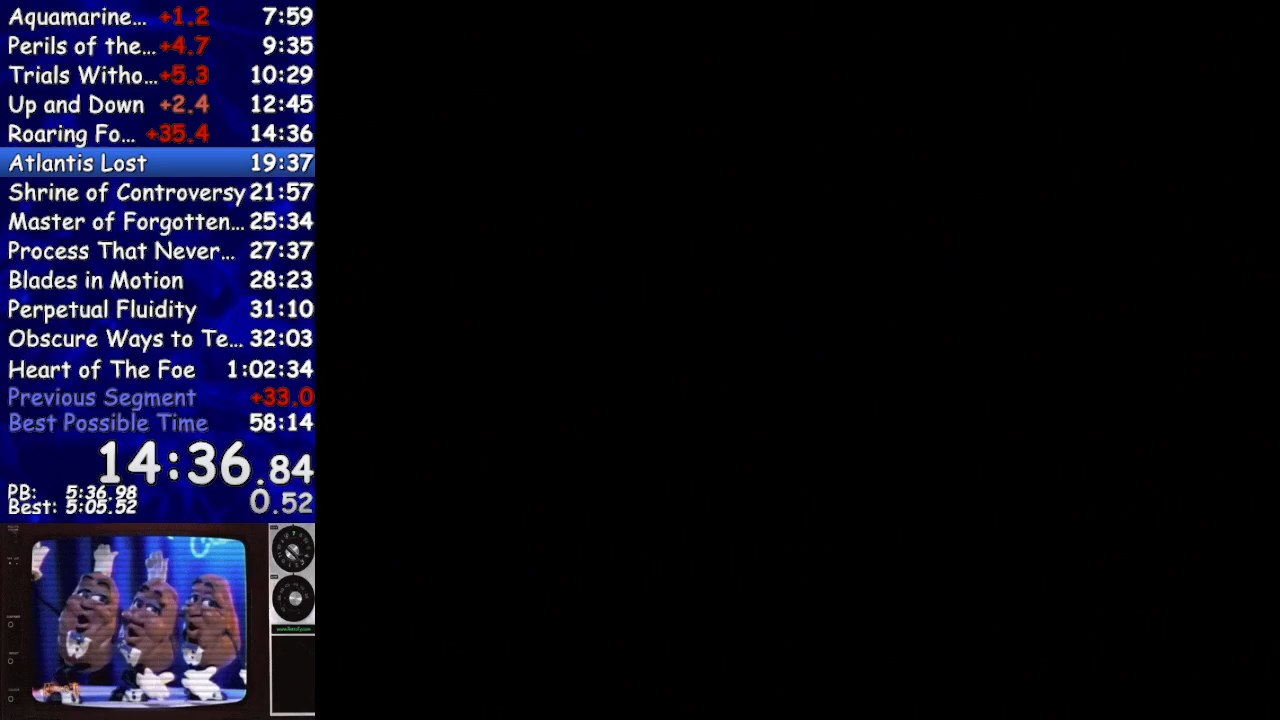 Aquamarine... +1.2 7:59
Perils of the... +4.7 9:35
Trials Witho... +5.3 10:29
Up and Down +2.4 12:45
Roaring Fo... +35.4 14:36
Atlantis Lost 19:37
Shrine of Controversy 21:57
Master of Forgotten... 25:34
Process That Never... 27:37
Blades in Motion 28:23
Perpetual Fluidity 31:10
Obscure Ways to Te... 32:03
Heart of The Foe 1:02:34
Previous Segment +33.0
Best Possible Time 58:14
14:36.84
PB: 5:36.98
Best: 5:05.52
0.52